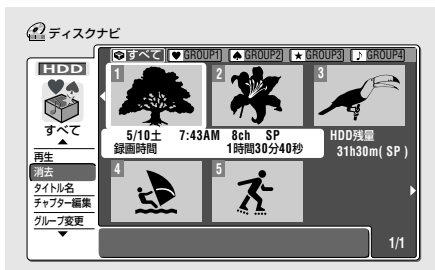 ディスクナビ
すべて GROUP1 GROUP2 GROUP3 GROUP4
HDD
すべて
再生
消去
タイトル名
チャプター編集
グループ変更
1
2
3
5/10土 7:43AM 8ch SP
録画時間 1時間30分40秒
HDD残量
31h30m( SP )
4
5
1/1